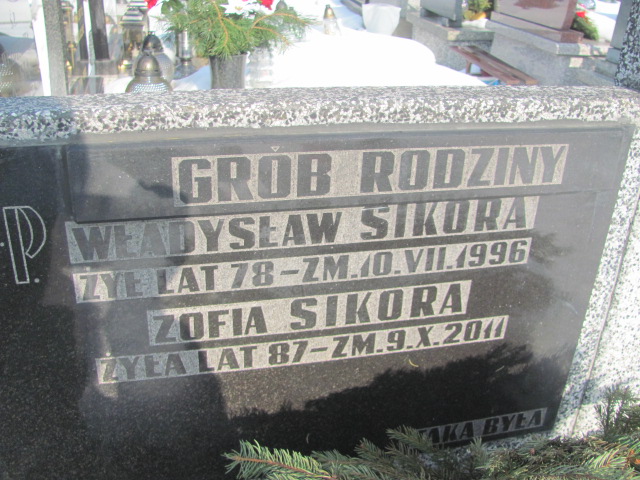 GRÓB RODZINY
WŁADYSŁAW SIKORA
ŻYŁ LAT 78-ZM.10.VII.1996
ZOFIA SIKORA
ŻYŁA LAT 87-ZM.9.X.2011
TAKA BYŁA
P.